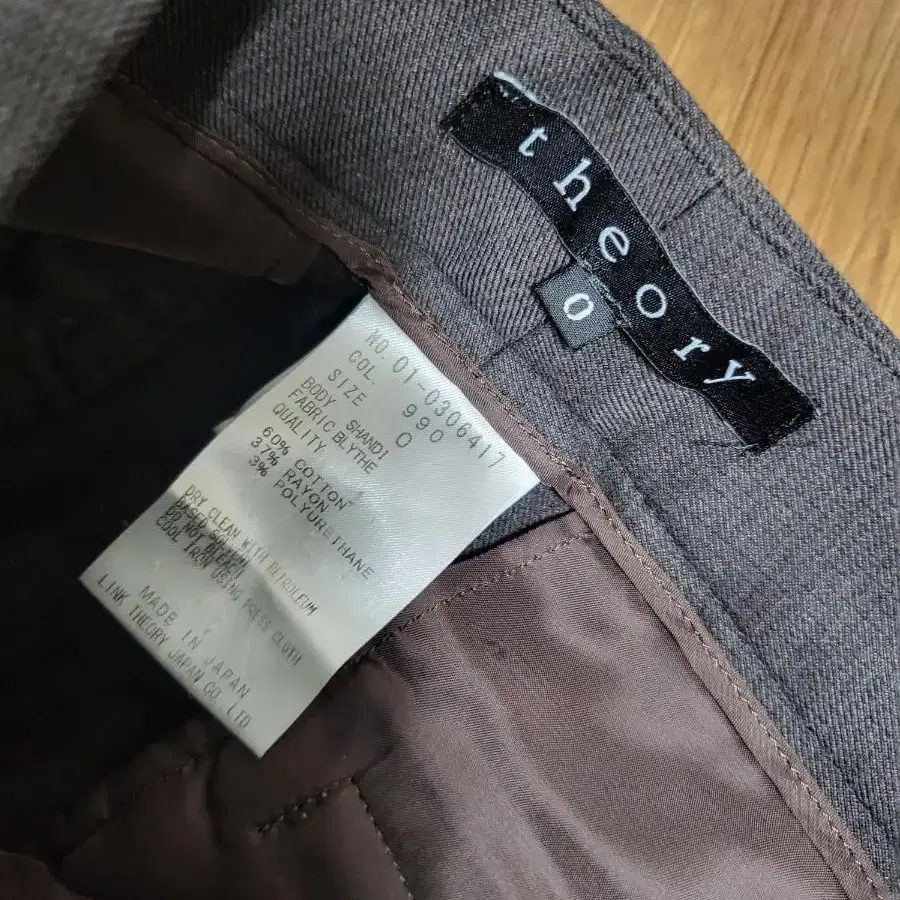 theory
0
NO. 01-0306417
COL. 990
SIZE 0
BODY SHANDI
FABRIC BLYTHE
QUALITY
60% COTTON
37% RAYON
3% POLYURETHANE
DRY CLEAN WITH PETROLEUM
DO NOT BLEACH
COOL IRON USING PRESS CLOTH
MADE IN JAPAN
LINK THEORY JAPAN CO., LTD